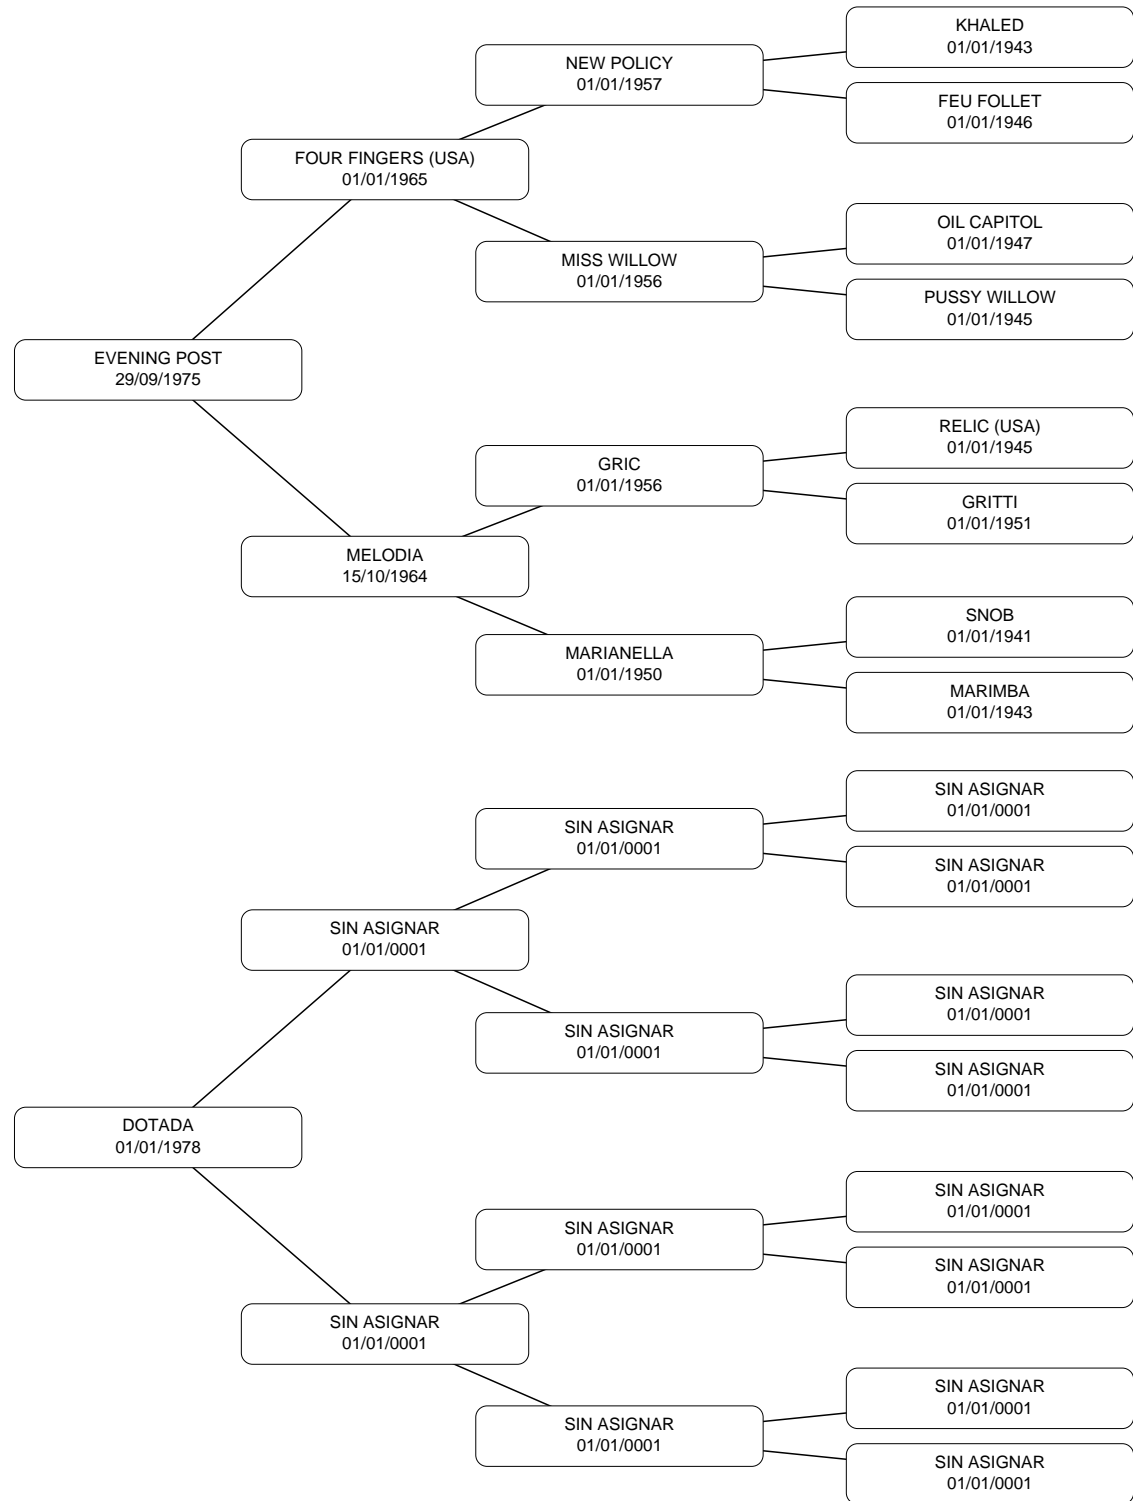 KHALED
01/01/1943
NEW POLICY
01/01/1957
FEU FOLLET
01/01/1946
FOUR FINGERS (USA)
01/01/1965
OIL CAPITOL
01/01/1947
MISS WILLOW
01/01/1956
PUSSY WILLOW
01/01/1945
EVENING POST
29/09/1975
RELIC (USA)
01/01/1945
GRIC
01/01/1956
GRITTI
01/01/1951
MELODIA
15/10/1964
SNOB
01/01/1941
MARIANELLA
01/01/1950
MARIMBA
01/01/1943
SIN ASIGNAR
01/01/0001
SIN ASIGNAR
01/01/0001
SIN ASIGNAR
01/01/0001
SIN ASIGNAR
01/01/0001
SIN ASIGNAR
01/01/0001
SIN ASIGNAR
01/01/0001
SIN ASIGNAR
01/01/0001
DOTADA
01/01/1978
SIN ASIGNAR
01/01/0001
SIN ASIGNAR
01/01/0001
SIN ASIGNAR
01/01/0001
SIN ASIGNAR
01/01/0001
SIN ASIGNAR
01/01/0001
SIN ASIGNAR
01/01/0001
SIN ASIGNAR
01/01/0001